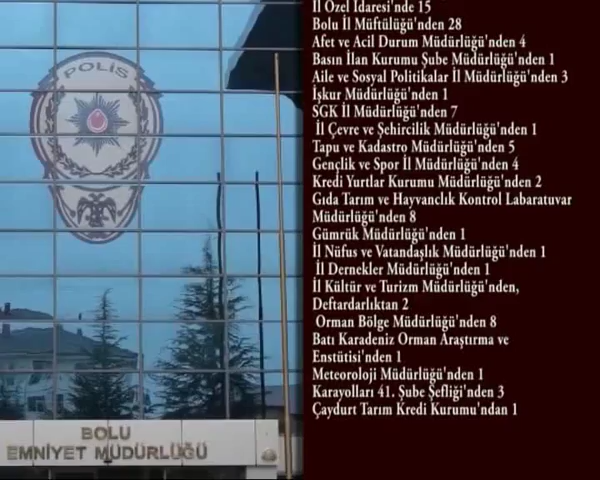 POLİS
BOLU
EMNİYET MÜDÜRLÜĞÜ
İl Özel İdaresi'nde 15
Bolu İl Müftülüğü'nden 28
Afet ve Acil Durum Müdürlüğü'nden 4
Basın İlan Kurumu Şube Müdürlüğü'nden 1
Aile ve Sosyal Politikalar İl Müdürlüğü'nden 3
İşkur Müdürlüğü'nden 1
SGK İl Müdürlüğü'nden 7
İl Çevre ve Şehircilik Müdürlüğü'nden 1
Tapu ve Kadastro Müdürlüğü'nden 5
Gençlik ve Spor İl Müdürlüğü'nden 4
Kredi Yurtlar Kurumu Müdürlüğü'nden 2
Gıda Tarım ve Hayvanclık Kontrol Labaratuvar
Müdürlüğü'nden 8
Gümrük Müdürlüğü'nden 1
İl Nüfus ve Vatandaşlık Müdürlüğü'nden 1
İl Dernekler Müdürlüğü'nden 1
İl Kültür ve Turizm Müdürlüğü'nden,
Deftardarlıktan 2
Orman Bölge Müdürlüğü'nden 8
Batı Karadeniz Orman Araştırma ve
Enstütisi'nden 1
Meteoroloji Müdürlüğü'nden 1
Karayolları 41. Şube Şefliği'nden 3
Çaydurt Tarım Kredi Kurumu'ndan 1